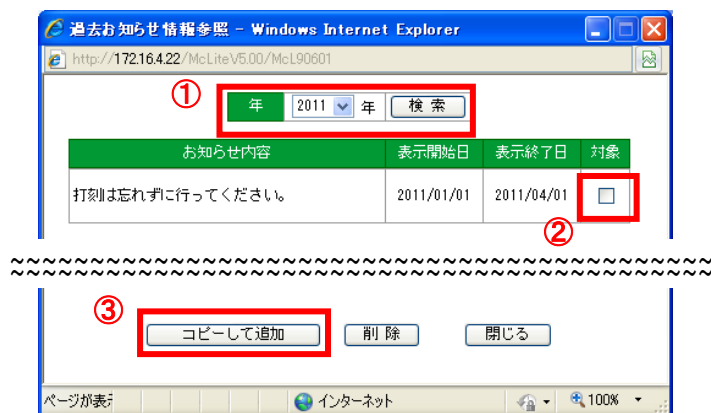 過去お知らせ情報参照 - Windows Internet Explorer
http://172.16.4.22/McLiteV5.00/McL90601
① 年 2011 年 検 索
お知らせ内容 表示開始日 表示終了日 対象
打刻は忘れずに行ってください。 2011/01/01 2011/04/01
②
~~~~~~~~~~~~~~~~~~~~~~~~~~~~~~~~~~~~~~~~~~~~
~~~~~~~~~~~~~~~~~~~~~~~~~~~~~~~~~~~~~~~~~~~~
③
コピーして追加 削 除 閉じる
ページが表示 インターネット 100%